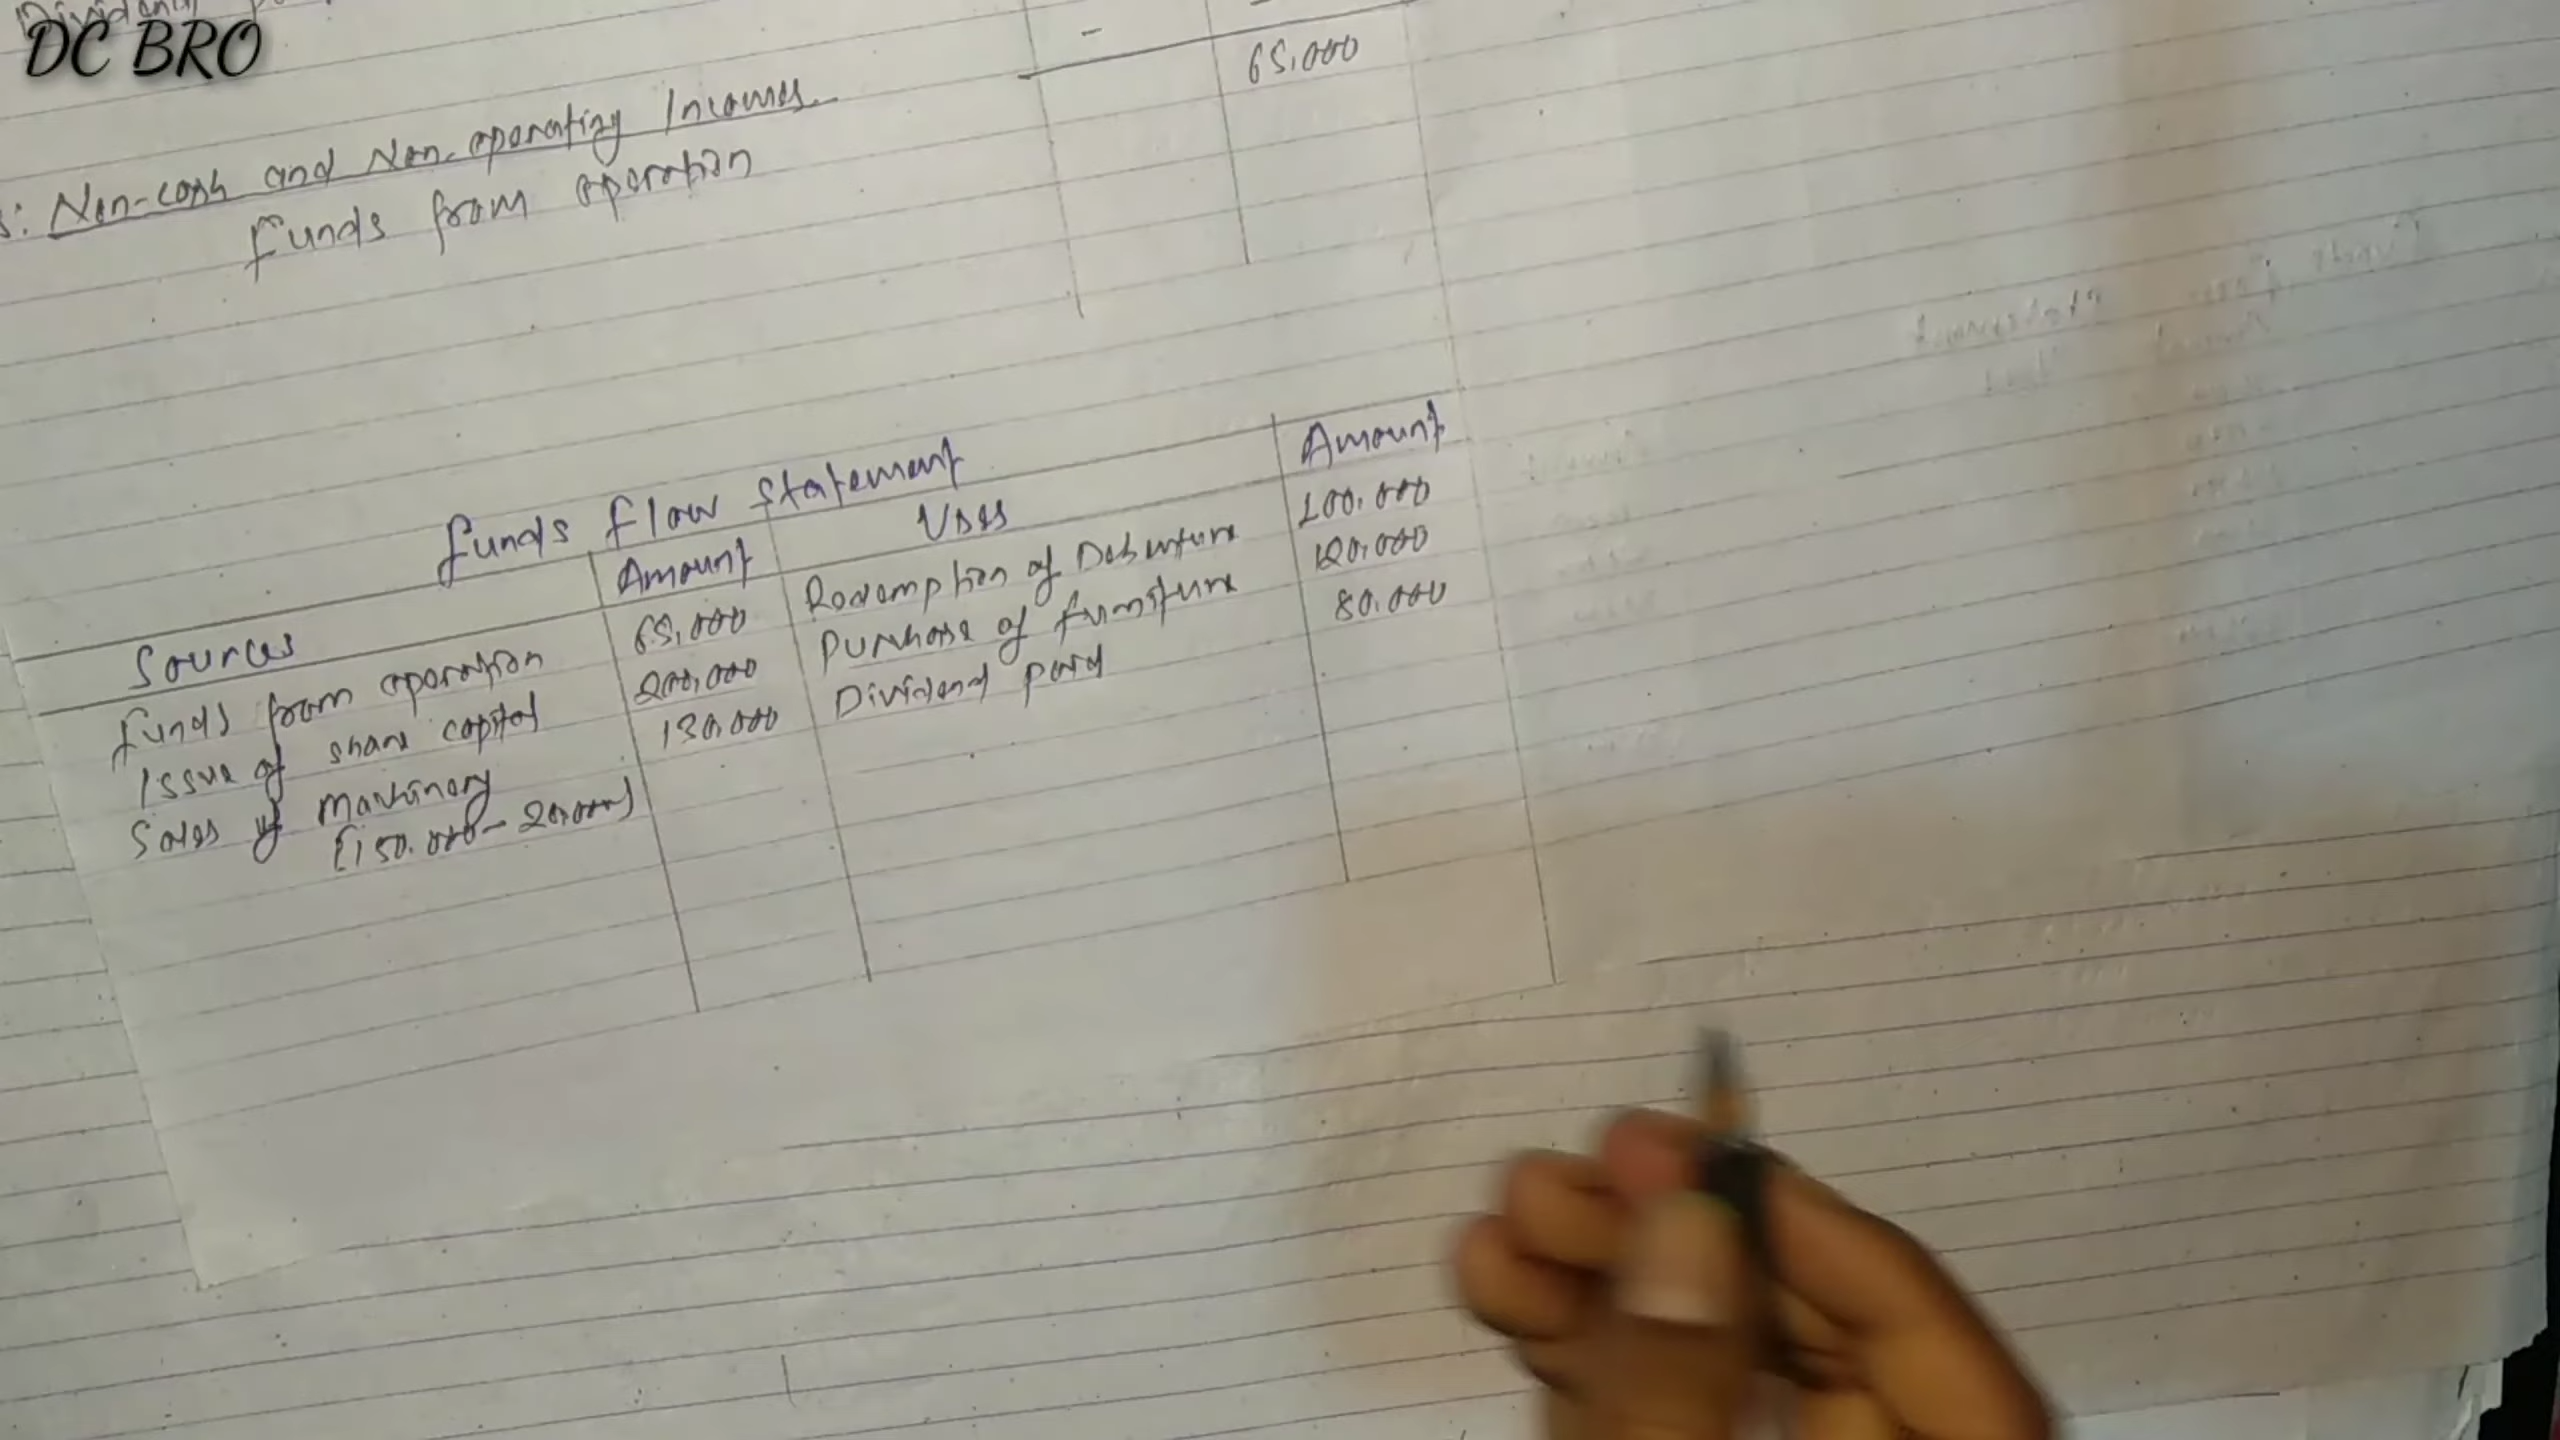 DC BRO
65,000
Non-cash and Non-operating Incomes
Funds from operation
Funds Flow Statement
Sources Amount Uses Amount
Funds from operation 65,000 Redemption of Debenture 100,000
Issue of share capital 200,000 Purchase of furniture 120,000
Sales of Machinery 130,000 Dividend paid 80,000
[150,000 - 20,000]